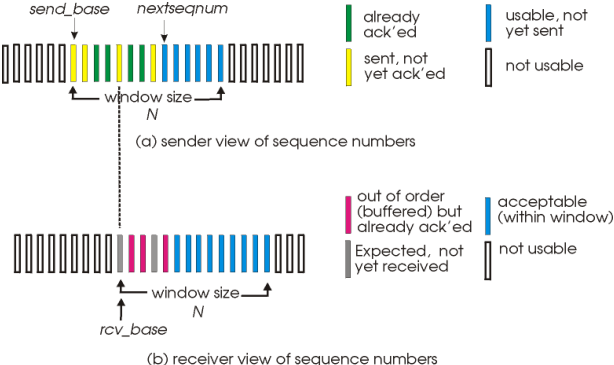 send_base
nextseqnum
already
ack'ed
usable, not
yet sent
sent, not
yet ack'ed
not usable
window size
N
(a) sender view of sequence numbers
out of order
(buffered) but
already ack'ed
acceptable
(within window)
Expected, not
yet received
not usable
window size
N
rcv_base
(b) receiver view of sequence numbers